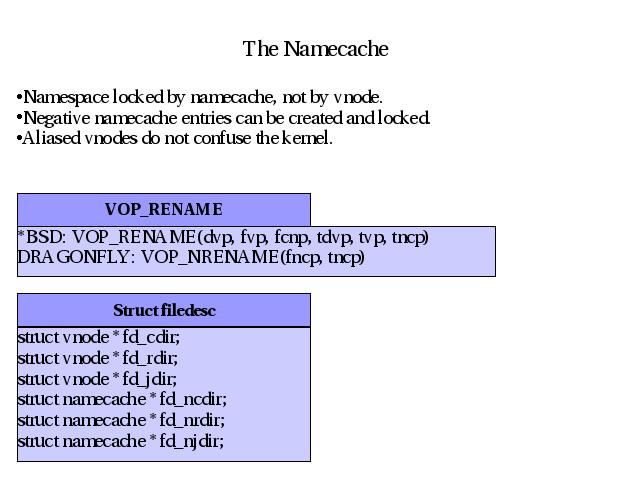 The Namecache
•Namespace locked by namecache, not by vnode.
•Negative namecache entries can be created and locked.
•Aliased vnodes do not confuse the kernel.
VOP_RENAME
*BSD: VOP_RENAME(dvp, fvp, fcnp, tdvp, tvp, tncp)
DRAGONFLY: VOP_NRENAME(fncp, tncp)
Struct filedesc
struct vnode * fd_cdir;
struct vnode * fd_rdir;
struct vnode * fd_jdir;
struct namecache * fd_ncdir;
struct namecache * fd_nrdir;
struct namecache * fd_njdir;